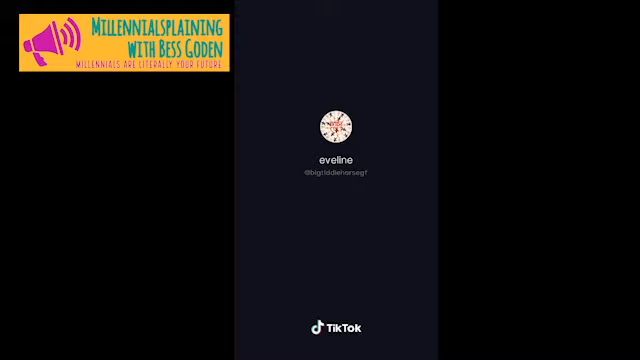 MILLENNIALSPLAINING
WITH BESS GODEN
MILLENNIALS ARE LITERALLY YOUR FUTURE
eveline
TikTok